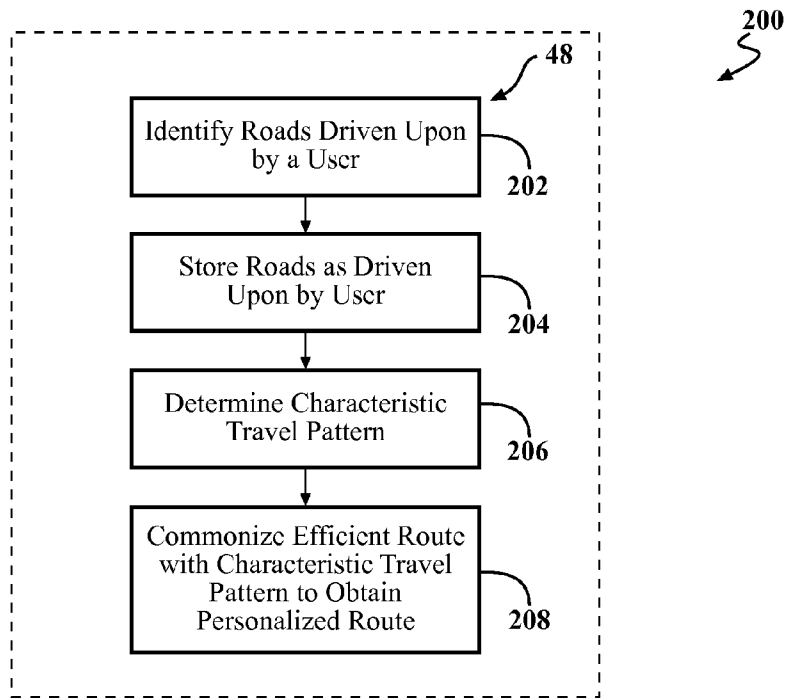 200
48
Identify Roads Driven Upon
by a User
202
Store Roads as Driven
Upon by User
204
Determine Characteristic
Travel Pattern
206
Commonize Efficient Route
with Characteristic Travel
Pattern to Obtain
Personalized Route
208